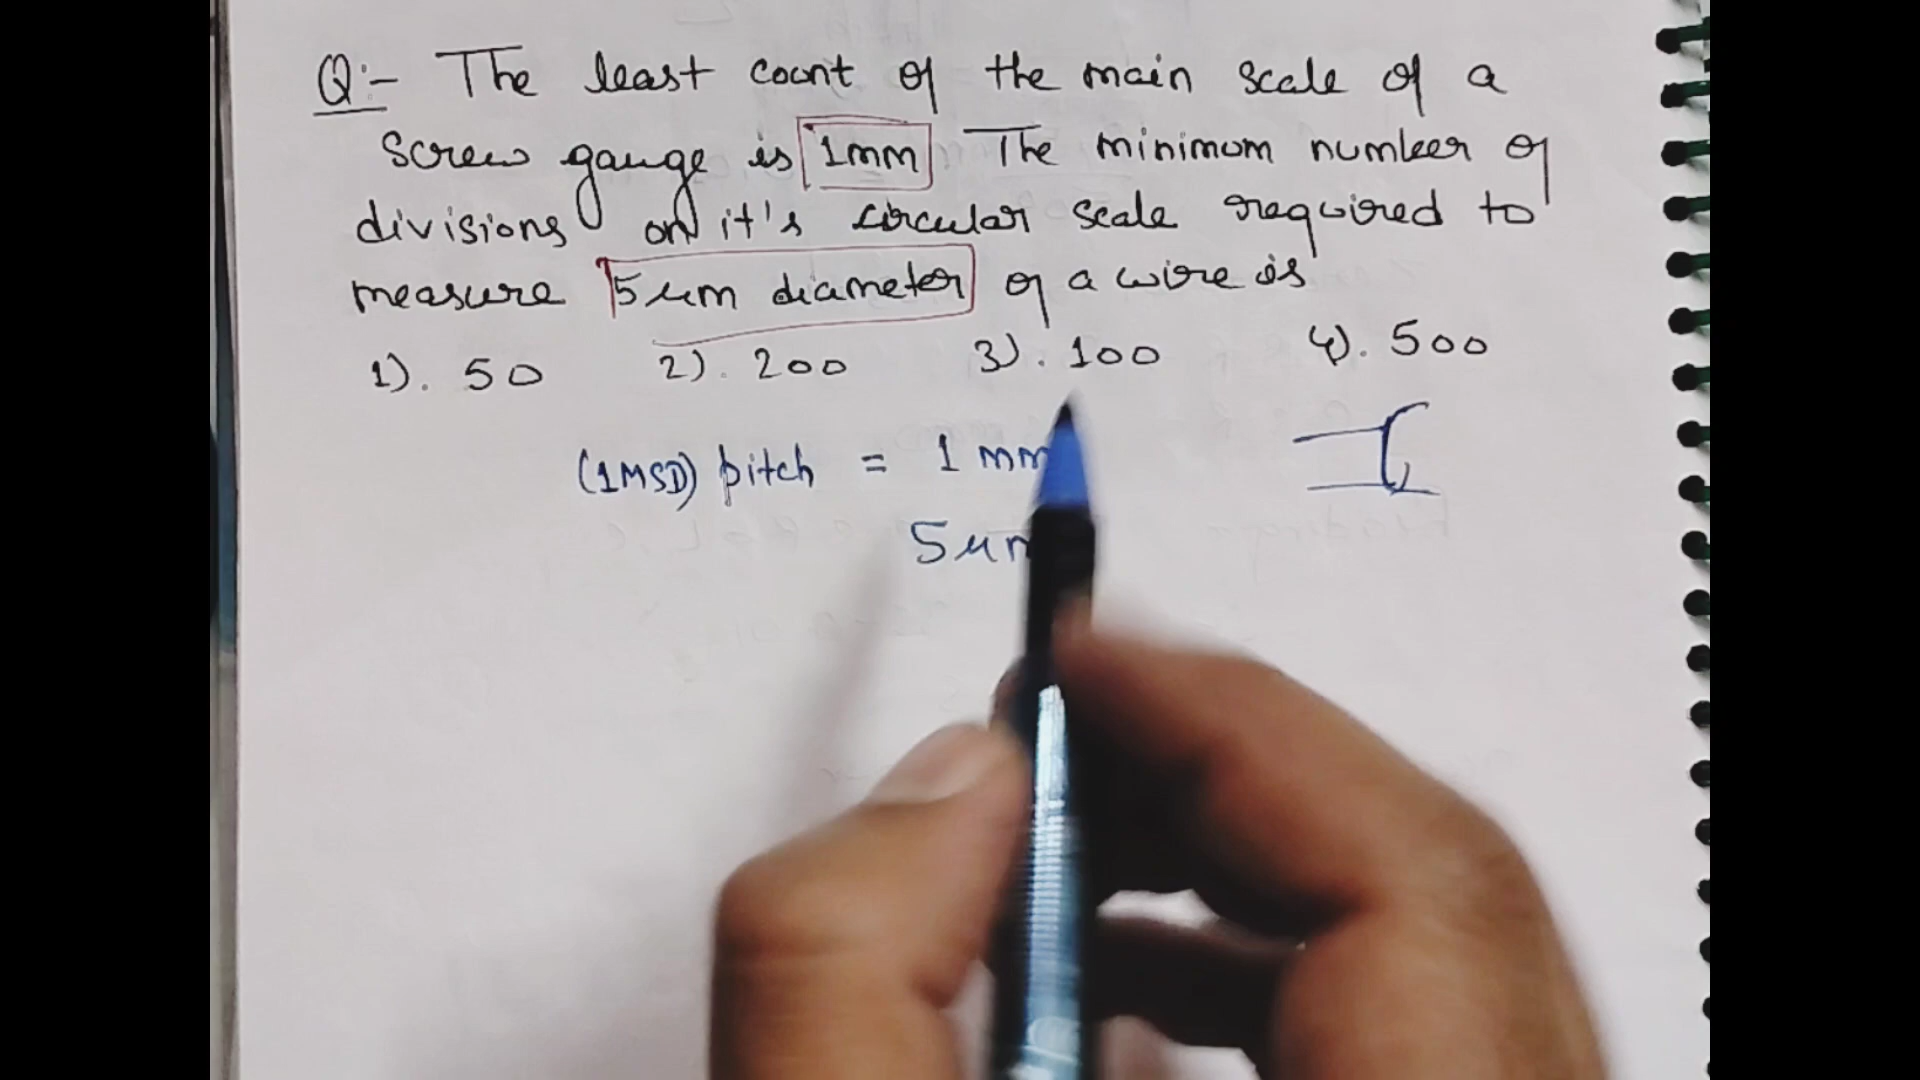 Q:- The least count of the main scale of a
screw gauge is 1mm The minimum number of
divisions on it's circular scale required to
measure 5μm diameter of a wire is
1). 50 2). 200 3). 100 4). 500
(1MSD) pitch = 1 mm
5μm